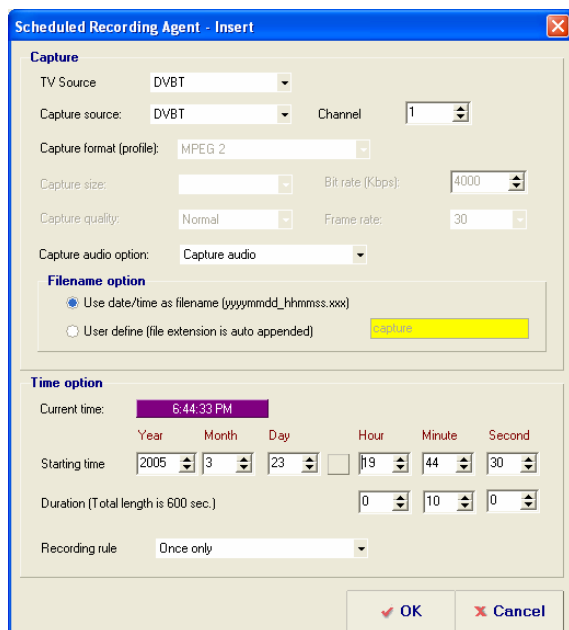 Scheduled Recording Agent - Insert
Capture
TV Source DVBT
Capture source: DVBT Channel 1
Capture format (profile): MPEG 2
Capture size: Bit rate (Kbps): 4000
Capture quality: Normal Frame rate: 30
Capture audio option: Capture audio
Filename option
Use date/time as filename (yyyymmdd_hhmmss.xxx)
User define (file extension is auto appended) capture
Time option
Current time: 6:44:33 PM
Year Month Day Hour Minute Second
Starting time 2005 3 23 19 44 30
Duration (Total length is 600 sec.) 0 10 0
Recording rule Once only
OK Cancel